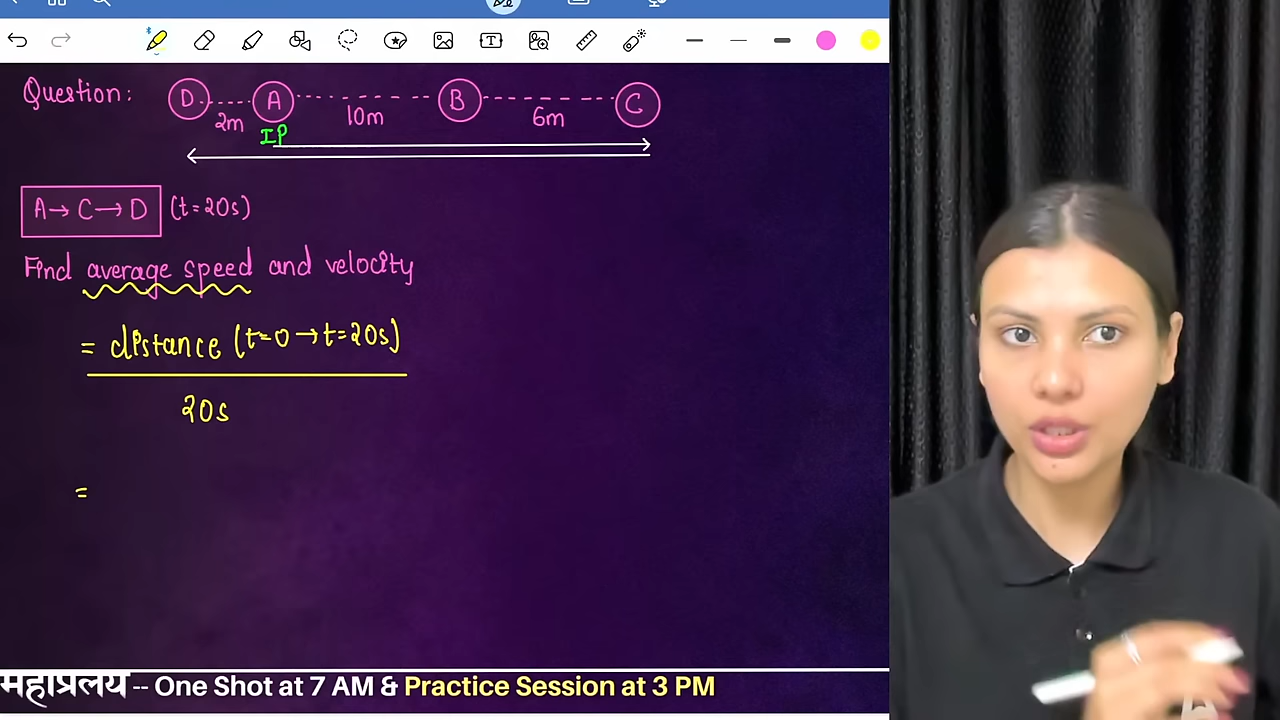 Question: D A B C
2m 10m 6m
IP
A → C → D (t = 20s)
Find average speed and velocity
= distance (t=0 → t=20s)
20s
=
महाप्रलय -- One Shot at 7 AM & Practice Session at 3 PM